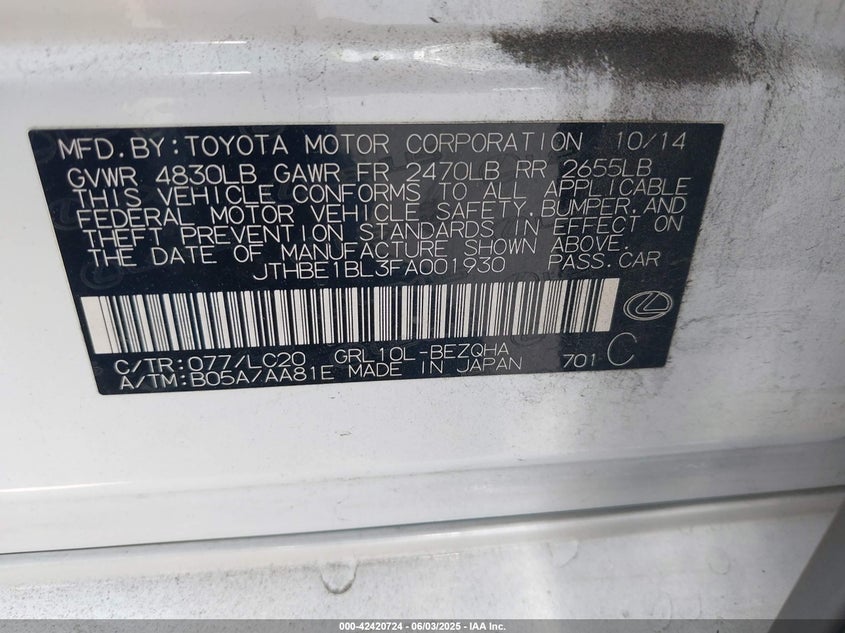 MFD. BY: TOYOTA MOTOR CORPORATION 10/14
GVWR 4830LB GAWR FR 2470LB RR 2655LB
THIS VEHICLE CONFORMS TO ALL APPLICABLE
FEDERAL MOTOR VEHICLE SAFETY, BUMPER, AND
THEFT PREVENTION STANDARDS IN EFFECT ON
THE DATE OF MANUFACTURE SHOWN ABOVE.
JTHBE1BL3FA001930 PASS. CAR
C/TR: 077/LC20 GRL10L-BEZQHA
A/TM: B05A/AA81E MADE IN JAPAN 701 C
000-42420724 - 06/03/2025 - IAA Inc.